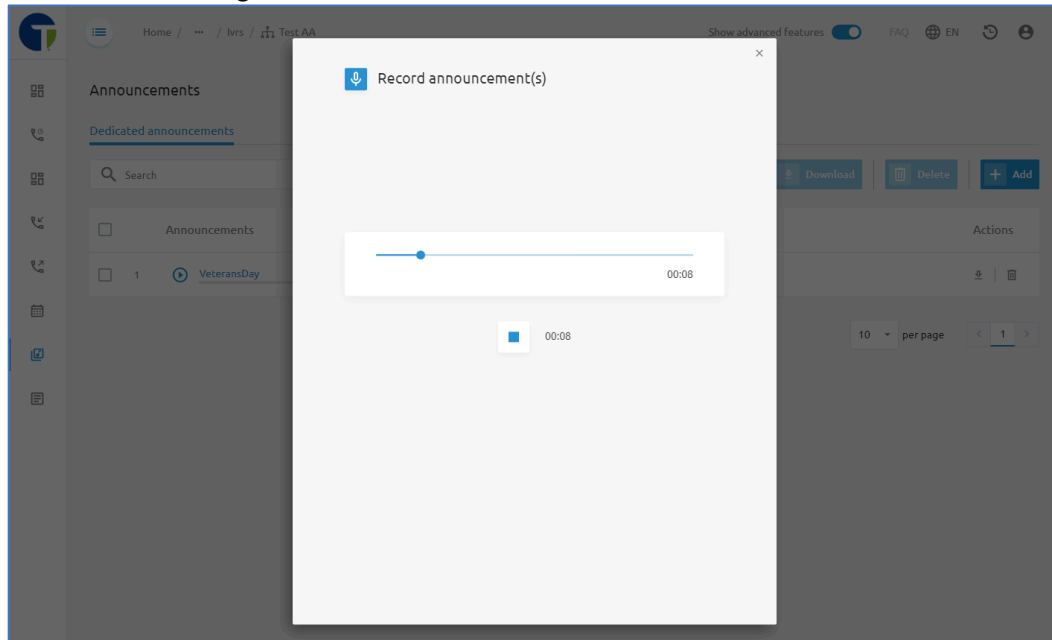 Home / ··· / Ivrs / Test AA
Show advanced features
FAQ
EN
Record announcement(s)
Announcements
Dedicated announcements
Search
Download
Delete
+ Add
Announcements
Actions
1
VeteransDay
00:08
00:08
10
per page
< 1 >